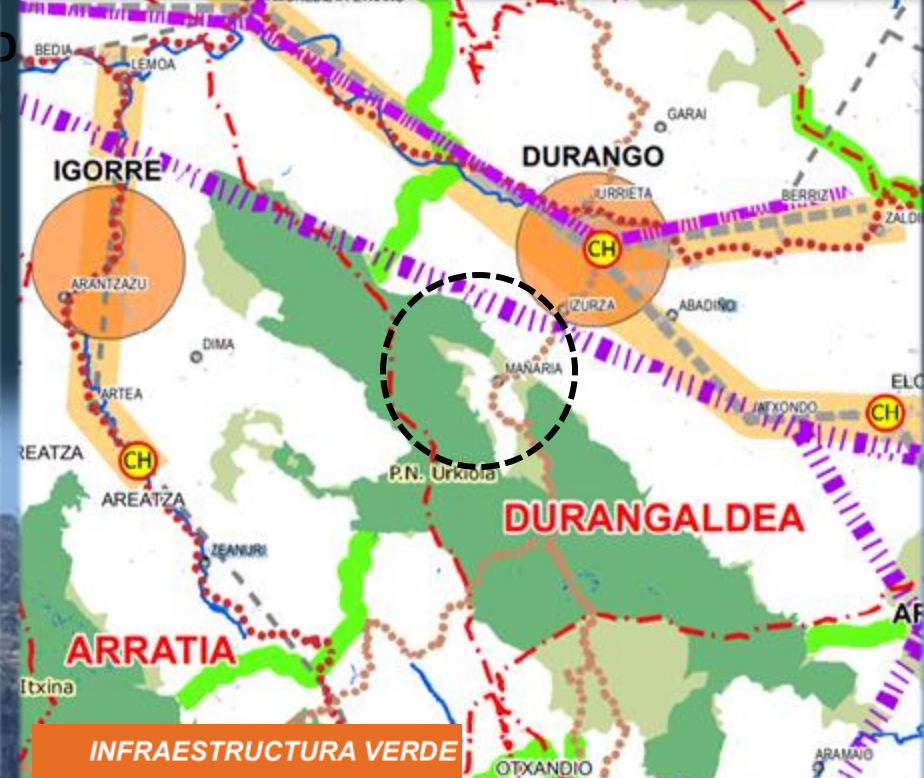 BEDIA
LEMOA
GARAI
DURANGO
IGORRE
IURRIETA
BERRIZ
ZALDI
CH
ARANTZAZU
IZURZA
ABADIÑO
DIMA
MAÑARIA
ELO
ARTEA
ATXONDO
CH
REATZA
CH
P.N. Urkiola
AREATZA
DURANGALDEA
ZEANURI
AR
ARRATIA
Itxina
INFRAESTRUCTURA VERDE
OTXANDIO
ARAMAIO